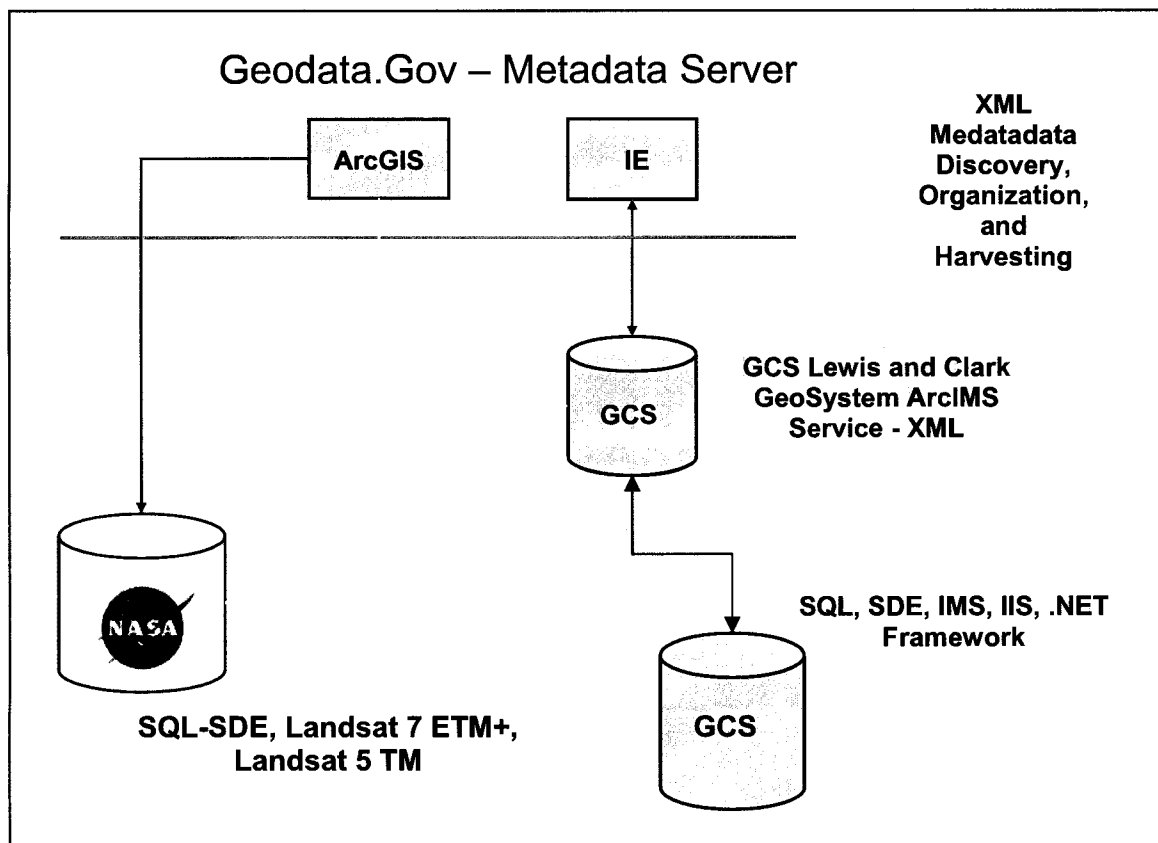 Geodata.Gov – Metadata Server
XML
Medatadata
Discovery,
Organization,
and
Harvesting
ArcGIS
IE
GCS
GCS Lewis and Clark
GeoSystem ArcIMS
Service - XML
NASA
SQL-SDE, Landsat 7 ETM+,
Landsat 5 TM
SQL, SDE, IMS, IIS, .NET
Framework
GCS